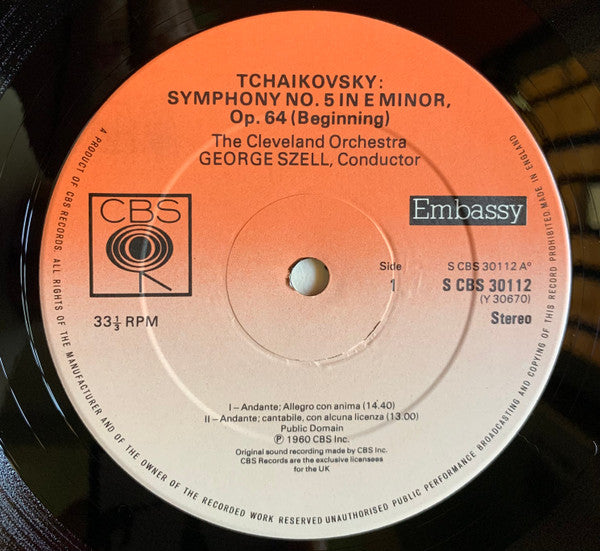 TCHAIKOVSKY:
SYMPHONY NO. 5 IN E MINOR,
Op. 64 (Beginning)
The Cleveland Orchestra
GEORGE SZELL, Conductor
CBS
Embassy
33⅓ RPM
Side
1
S CBS 30112 Aº
S CBS 30112
(Y 30670)
Stereo
I – Andante; Allegro con anima (14.40)
II – Andante; cantabile, con alcuna licenza (13.00)
Public Domain
℗ 1960 CBS Inc.
Original sound recording made by CBS Inc.
CBS Records are the exclusive licensees
for the UK
A PRODUCT OF CBS RECORDS. ALL RIGHTS OF THE MANUFACTURER AND OF THE OWNER OF THE RECORDED WORK RESERVED UNAUTHORISED PUBLIC PERFORMANCE BROADCASTING AND COPYING OF THIS RECORD PROHIBITED MADE IN ENGLAND